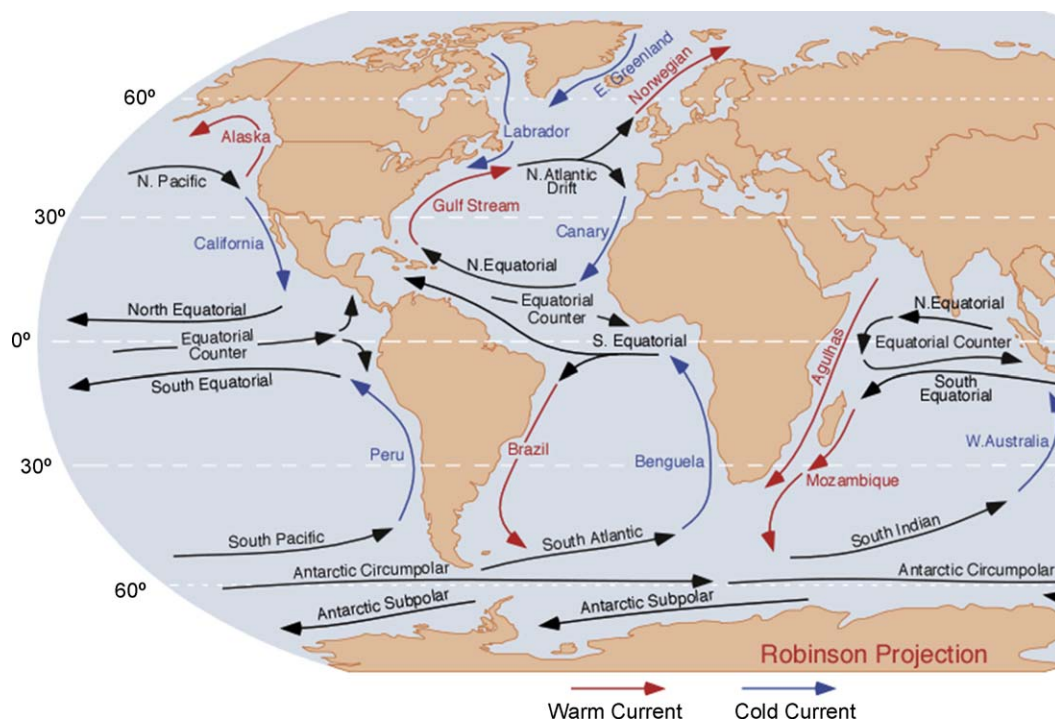 E. Greenland
Norwegian
60º
Labrador
Alaska
N. Pacific
N.Atlantic
Drift
Gulf Stream
30º
California
Canary
N.Equatorial
North Equatorial
Equatorial
Counter
N.Equatorial
0º
Equatorial
Counter
S. Equatorial
Equatorial Counter
Agulhas
South Equatorial
South
Equatorial
Peru
Brazil
Benguela
W.Australia
30º
Mozambique
South Pacific
South Atlantic
South Indian
Antarctic Circumpolar
Antarctic Circumpolar
60º
Antarctic Subpolar
Antarctic Subpolar
Robinson Projection
Warm Current
Cold Current